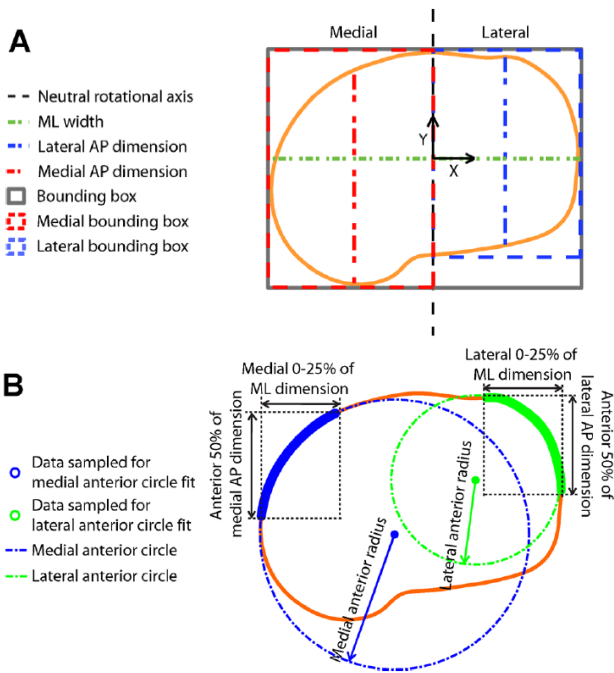 A
Medial
Lateral
Neutral rotational axis
ML width
Lateral AP dimension
Medial AP dimension
Bounding box
Medial bounding box
Lateral bounding box
Y
X
B
Medial 0-25% of
ML dimension
Lateral 0-25% of
ML dimension
Anterior 50% of
medial AP dimension
Anterior 50% of
lateral AP dimension
Data sampled for
medial anterior circle fit
Data sampled for
lateral anterior circle fit
Medial anterior circle
Lateral anterior circle
Medial anterior radius
Lateral anterior radius